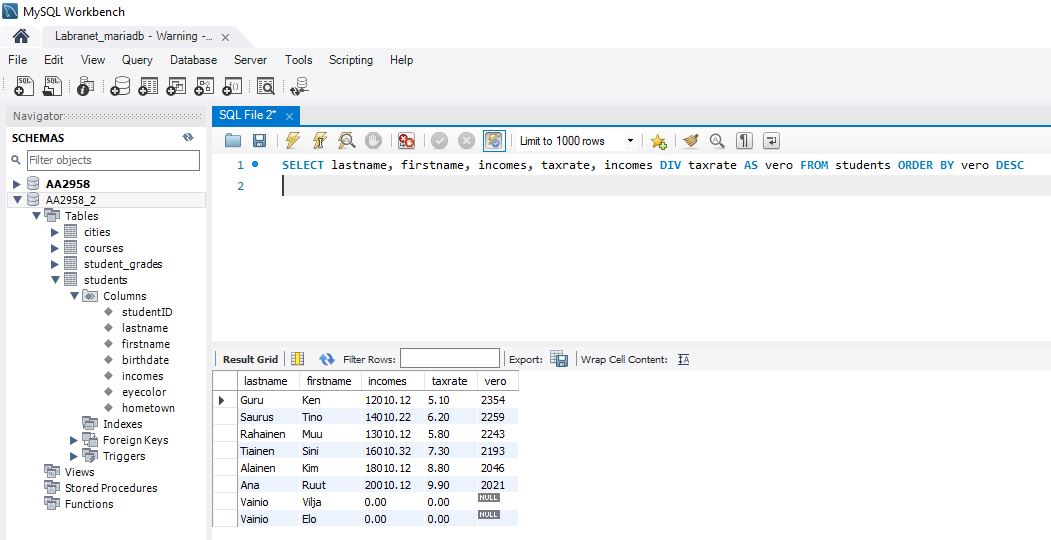 MySQL Workbench
Labranet_mariadb - Warning -... ×
File Edit View Query Database Server Tools Scripting Help
Navigator
SCHEMAS
Filter objects
AA2958
AA2958_2
Tables
cities
courses
student_grades
students
Columns
studentID
lastname
firstname
birthdate
incomes
eyecolor
hometown
Indexes
Foreign Keys
Triggers
Views
Stored Procedures
Functions
SQL File 2* ×
Limit to 1000 rows
1 SELECT lastname, firstname, incomes, taxrate, incomes DIV taxrate AS vero FROM students ORDER BY vero DESC
2
Result Grid Filter Rows: Export: Wrap Cell Content:
lastname firstname incomes taxrate vero
Guru Ken 12010.12 5.10 2354
Saurus Tino 14010.22 6.20 2259
Rahainen Muu 13010.12 5.80 2243
Tiainen Sini 16010.32 7.30 2193
Alainen Kim 18010.12 8.80 2046
Ana Ruut 20010.12 9.90 2021
Vainio Vilja 0.00 0.00 NULL
Vainio Elo 0.00 0.00 NULL